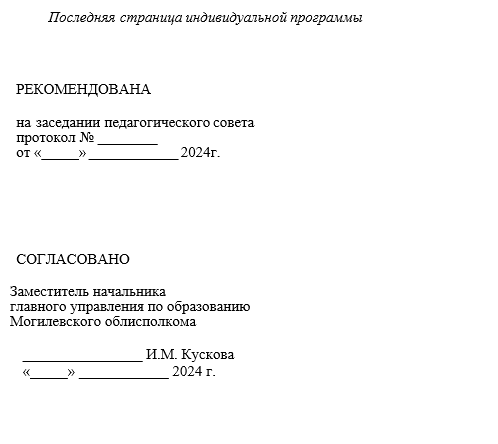 Последняя страница индивидуальной программы
РЕКОМЕНДОВАНА
на заседании педагогического совета
протокол № ________
от «_____» ____________ 2024г.
СОГЛАСОВАНО
Заместитель начальника
главного управления по образованию
Могилевского облисполкома
________________ И.М. Кускова
«_____» ____________ 2024 г.